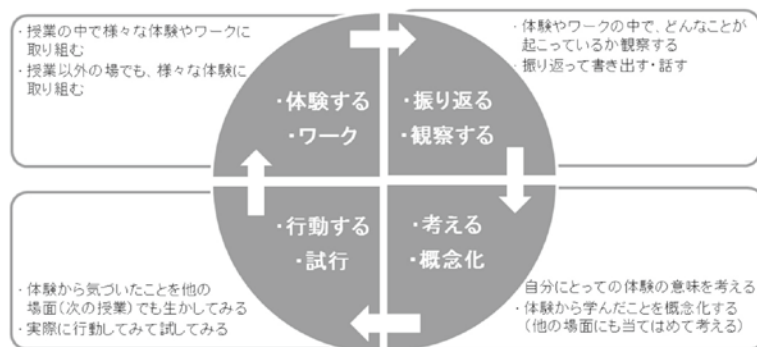 ・授業の中で様々な体験やワークに
取り組む
・授業以外の場でも、様々な体験に
取り組む
・体験やワークの中で、どんなことが
起こっているか観察する
・振り返って書き出す・話す
・体験する
・ワーク
・振り返る
・観察する
・行動する
・試行
・考える
・概念化
・体験から気づいたことを他の
場面(次の授業)でも生かしてみる
・実際に行動してみて試してみる
自分にとっての体験の意味を考える
・体験から学んだことを概念化する
(他の場面にも当てはめて考える)